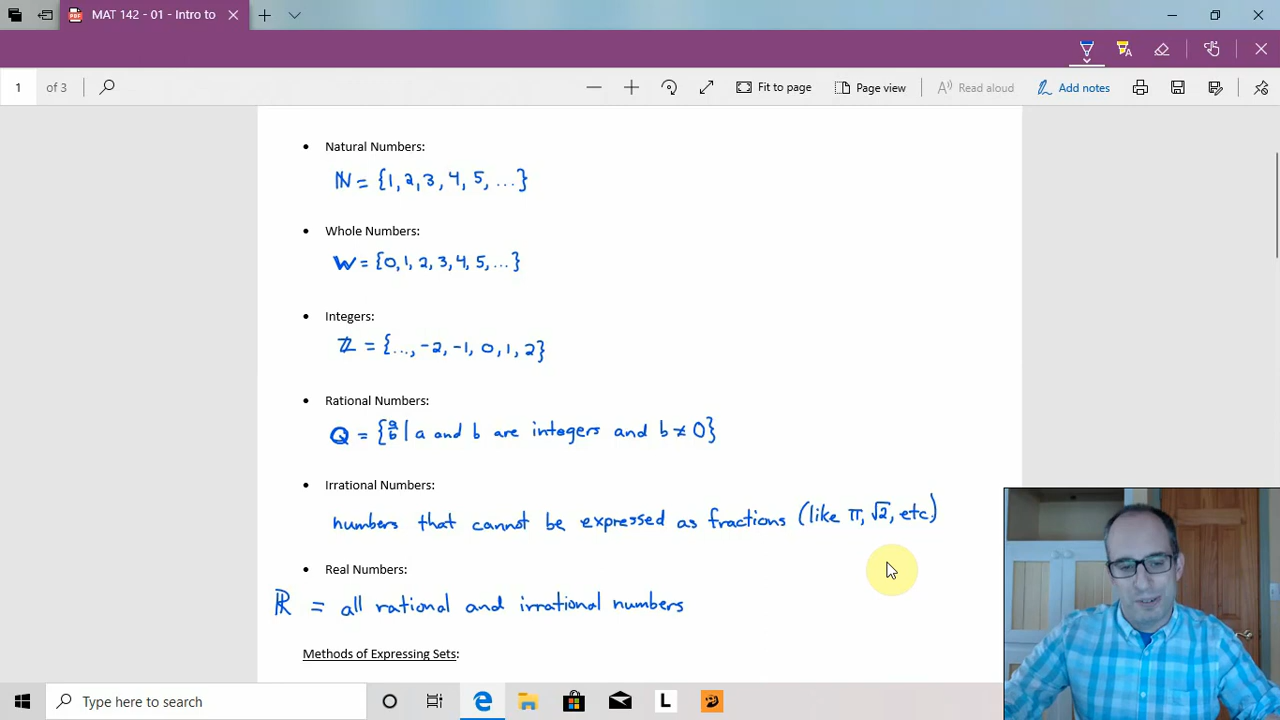 MAT 142 - 01 - Intro to
1 of 3
Fit to page
Page view
Read aloud
Add notes
• Natural Numbers:
ℕ = {1, 2, 3, 4, 5, ...}
• Whole Numbers:
W = {0, 1, 2, 3, 4, 5, ...}
• Integers:
ℤ = {..., -2, -1, 0, 1, 2}
• Rational Numbers:
Q = {a/b | a and b are integers and b ≠ 0}
• Irrational Numbers:
numbers that cannot be expressed as fractions (like π, √2, etc.)
• Real Numbers:
ℝ = all rational and irrational numbers
Methods of Expressing Sets:
Type here to search
L